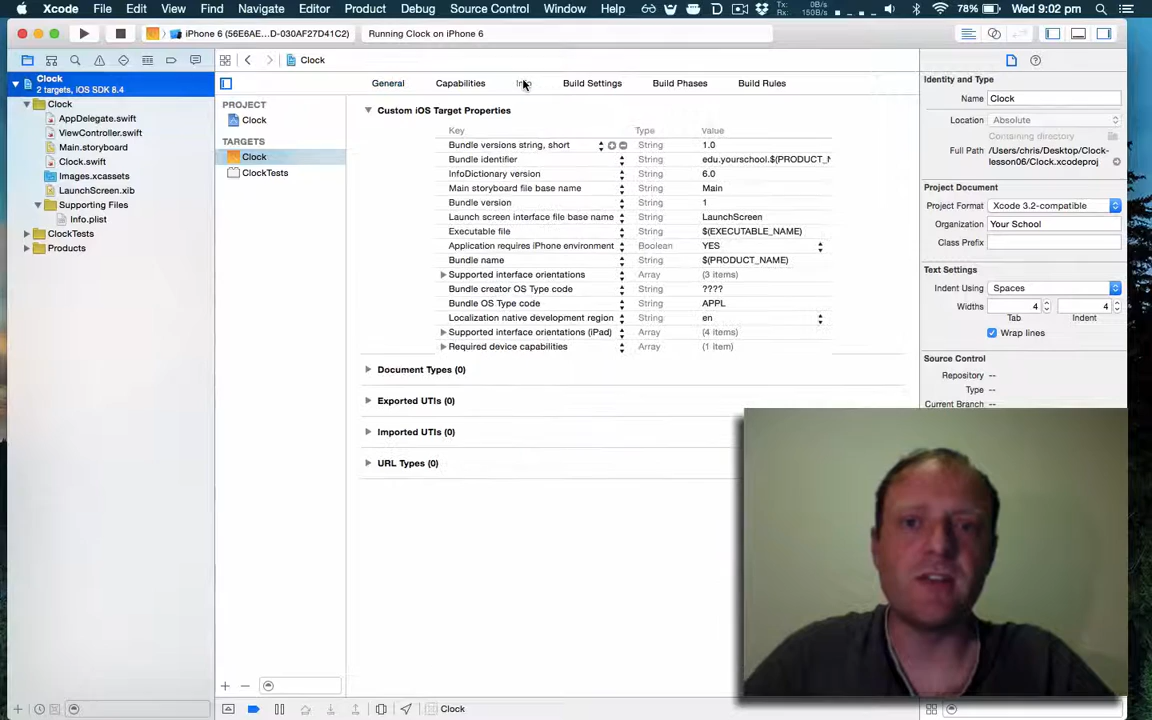 Xcode File Edit View Find Navigate Editor Product Debug Source Control Window Help
Tx:
Rx: 150B/s
78% Wed 9:02 pm
iPhone 6 (56E6AE...D-030AF27D41C2)
Running Clock on iPhone 6
Clock
2 targets, iOS SDK 8.4
Clock
AppDelegate.swift
ViewController.swift
Main.storyboard
Clock.swift
Images.xcassets
LaunchScreen.xib
Supporting Files
Info.plist
ClockTests
Products
Clock
General Capabilities Info Build Settings Build Phases Build Rules
PROJECT
Clock
TARGETS
Clock
ClockTests
Custom iOS Target Properties
Key Type Value
Bundle versions string, short String 1.0
Bundle identifier String edu.yourschool.$(PRODUCT_N
InfoDictionary version String 6.0
Main storyboard file base name String Main
Bundle version String 1
Launch screen interface file base name String LaunchScreen
Executable file String $(EXECUTABLE_NAME)
Application requires iPhone environment Boolean YES
Bundle name String $(PRODUCT_NAME)
Supported interface orientations Array (3 items)
Bundle creator OS Type code String ????
Bundle OS Type code String APPL
Localization native development region String en
Supported interface orientations (iPad) Array (4 items)
Required device capabilities Array (1 item)
Document Types (0)
Exported UTIs (0)
Imported UTIs (0)
URL Types (0)
Identity and Type
Name Clock
Location Absolute
Containing directory
Full Path /Users/chris/Desktop/Clock-
lesson06/Clock.xcodeproj
Project Document
Project Format Xcode 3.2-compatible
Organization Your School
Class Prefix
Text Settings
Indent Using Spaces
Widths 4 4
Tab Indent
Wrap lines
Source Control
Repository --
Type --
Current Branch --
Clock